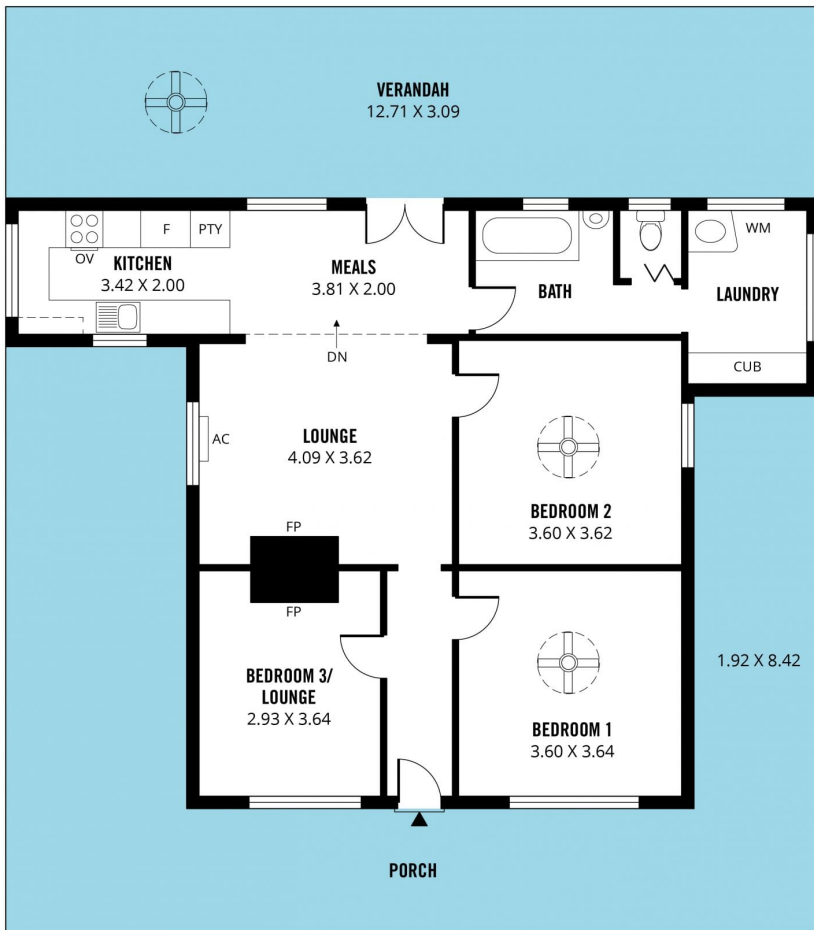 VERANDAH
12.71 X 3.09
F
PTY
OV
KITCHEN
3.42 X 2.00
MEALS
3.81 X 2.00
BATH
WM
LAUNDRY
CUB
DN
AC
LOUNGE
4.09 X 3.62
FP
BEDROOM 2
3.60 X 3.62
FP
BEDROOM 3/
LOUNGE
2.93 X 3.64
BEDROOM 1
3.60 X 3.64
1.92 X 8.42
PORCH